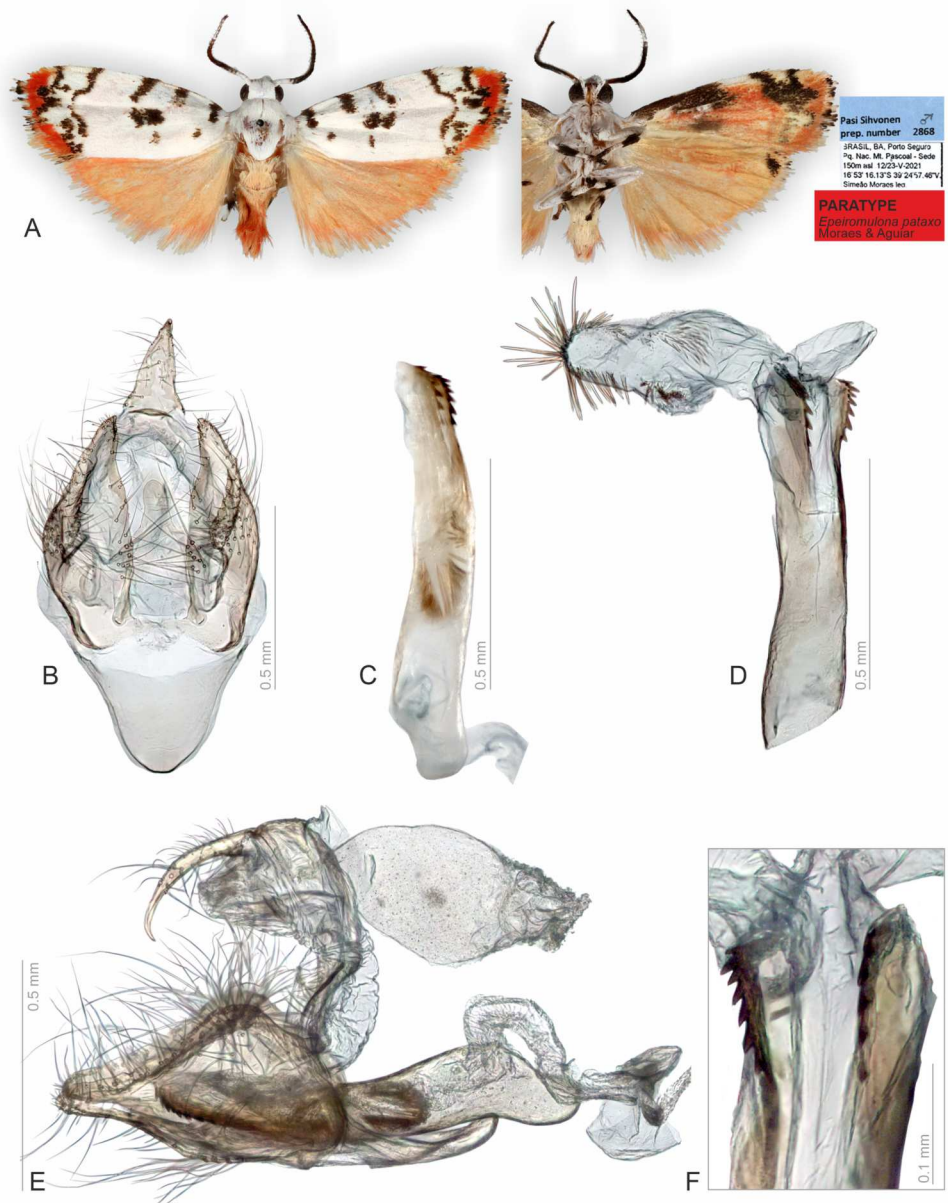 Pasi Sihvonen ♂
prep. number 2868
BRASIL, BA, Porto Seguro
Pq. Nac. Mt. Pascoal - Sede
150m asl 12/23-V-2021
16°53' 16.13"S 39°24'57.46"V
Simeão Moraes leg.
PARATYPE
Epeiromulona pataxo
Moraes & Aguiar
A
B
0.5 mm
C
0.5 mm
D
0.5 mm
E
0.5 mm
F
0.1 mm